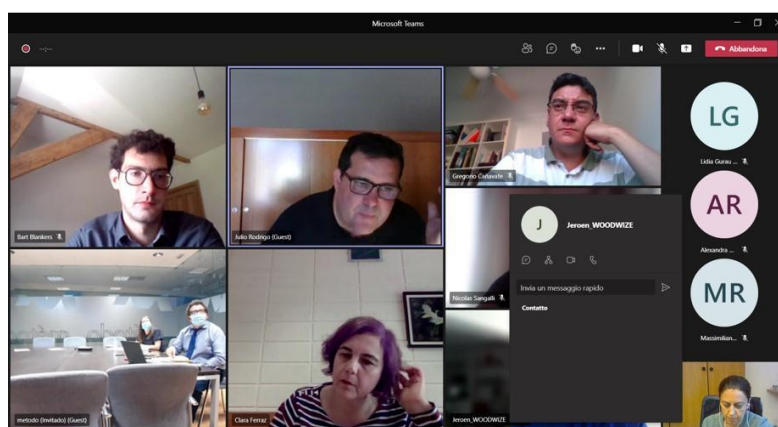 Microsoft Teams
--:--
Abbandona
Bart Blankers
Julio Rodrigo (Guest)
Gregorio Cañavate
LG
Lidia Gurau ...
AR
Alexandra ...
MR
Massimilian...
J
Jeroen_WOODWIZE
Invia un messaggio rapido
Contatto
Nicolas Sangalli
metodo (Invitado) (Guest)
Clara Ferraz
Jeroen_WOODWIZE